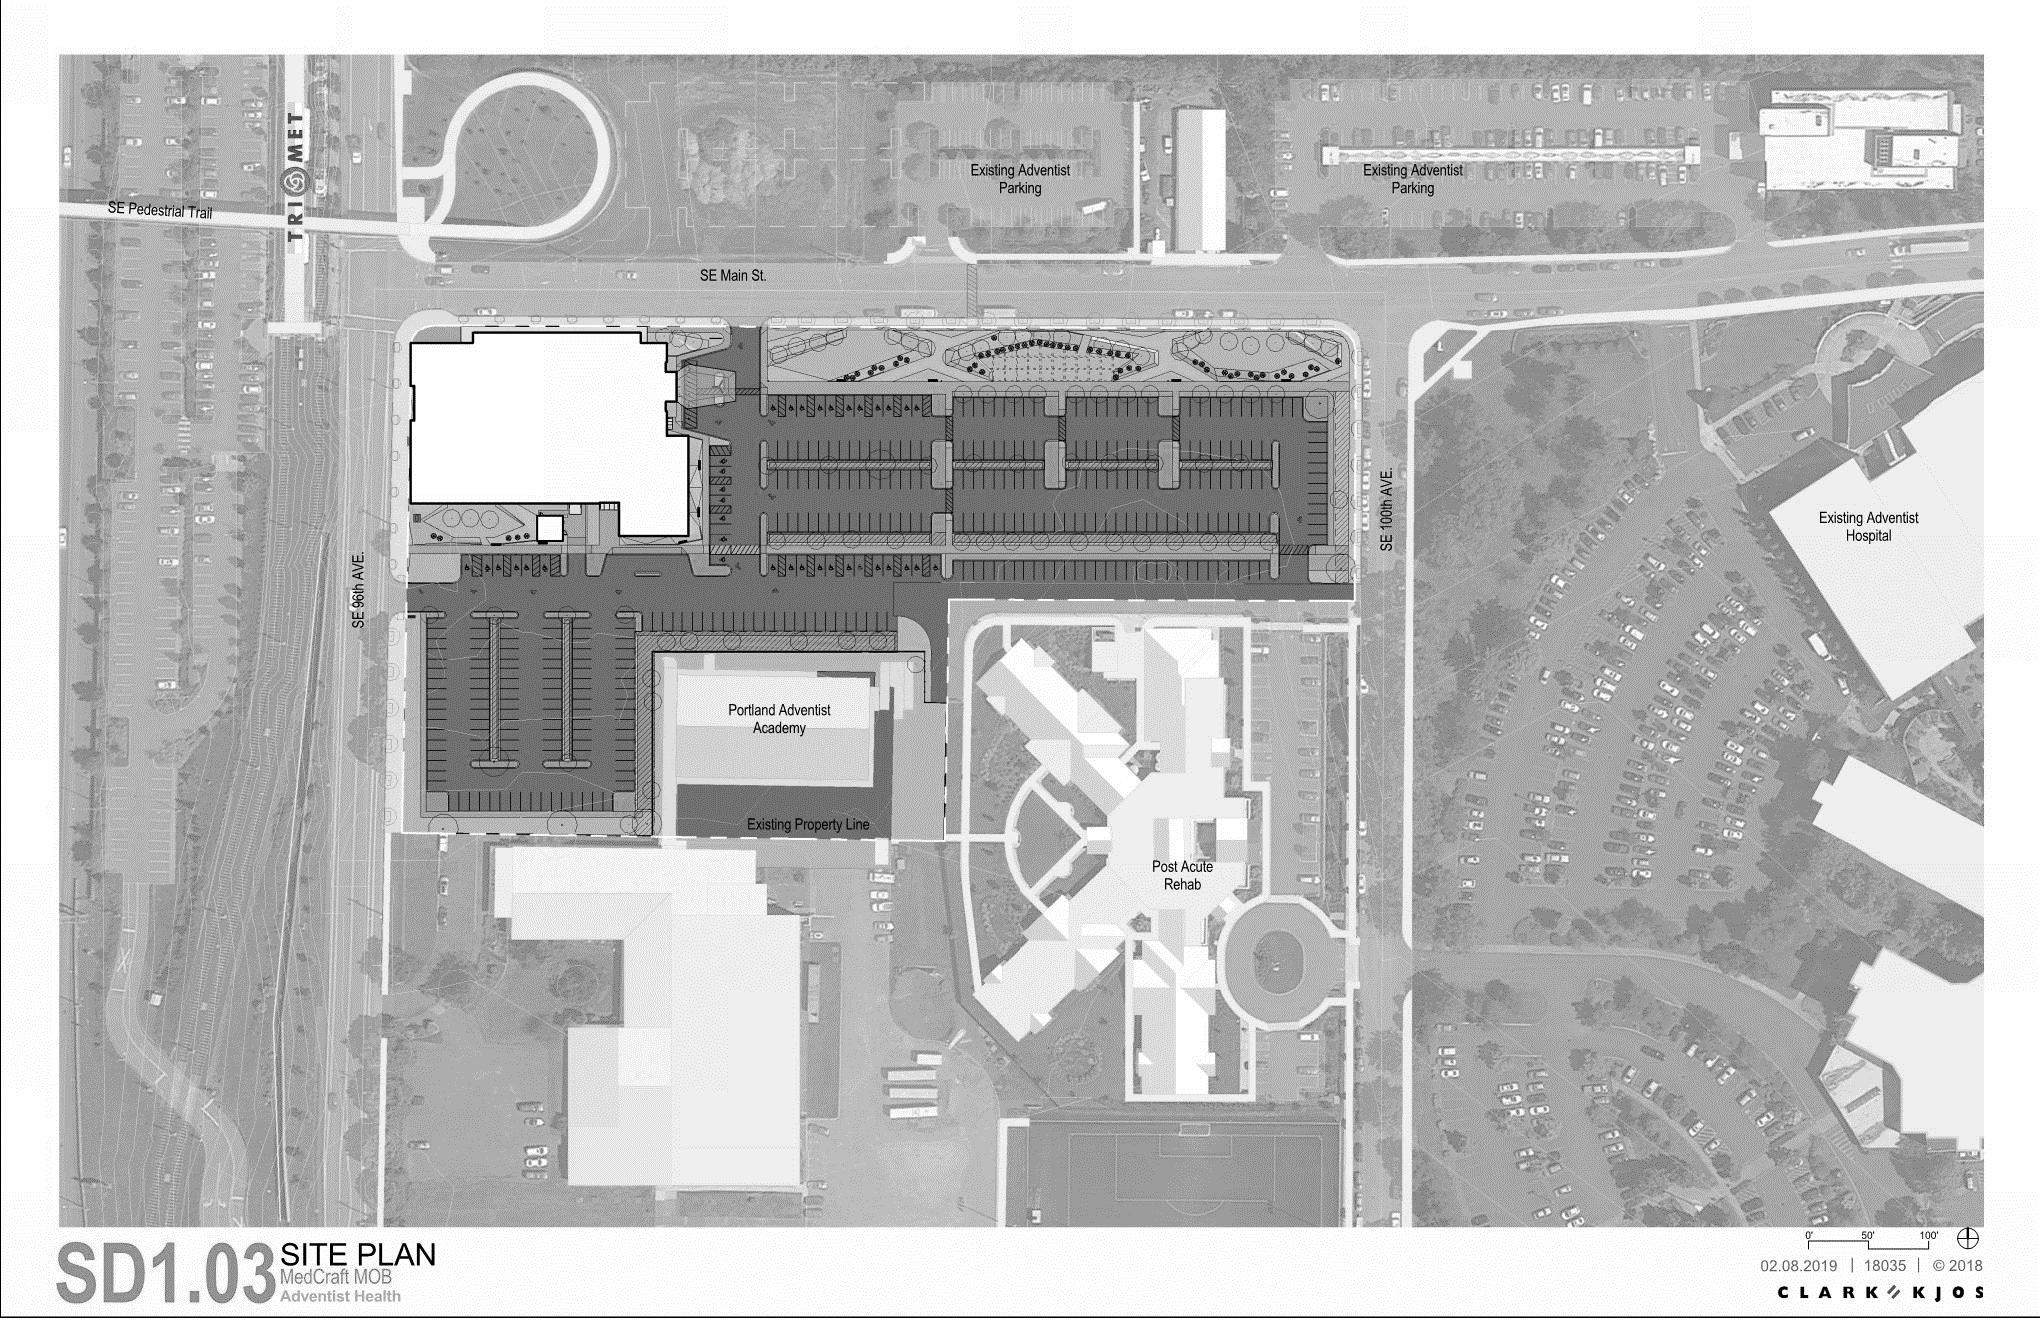 TRI MET
SE Pedestrian Trail
Existing Adventist
Parking
Existing Adventist
Parking
SE Main St.
SE 96th AVE.
SE 100th AVE.
Existing Adventist
Hospital
Portland Adventist
Academy
Existing Property Line
Post Acute
Rehab
SD1.03
SITE PLAN
MedCraft MOB
Adventist Health
0' 50' 100'
02.08.2019 | 18035 | © 2018
CLARK KJOS